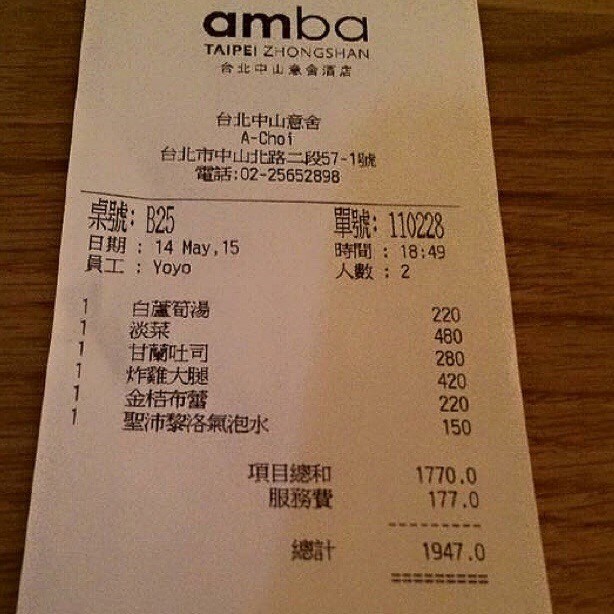 amba
TAIPEI ZHONGSHAN
台北中山意舍酒店
台北中山意舍
A-Choi
台北市中山北路二段57-1號
電話:02-25652898
桌號: B25 單號: 110228
日期 : 14 May,15 時間 : 18:49
員工 : Yoyo 人數 : 2
1 白蘆筍湯 220
1 淡菜 480
1 甘蘭吐司 280
1 炸雞大腿 420
1 金桔布蕾 220
1 聖沛黎洛氣泡水 150
項目總和 1770.0
服務費 177.0
---------
總計 1947.0
=========